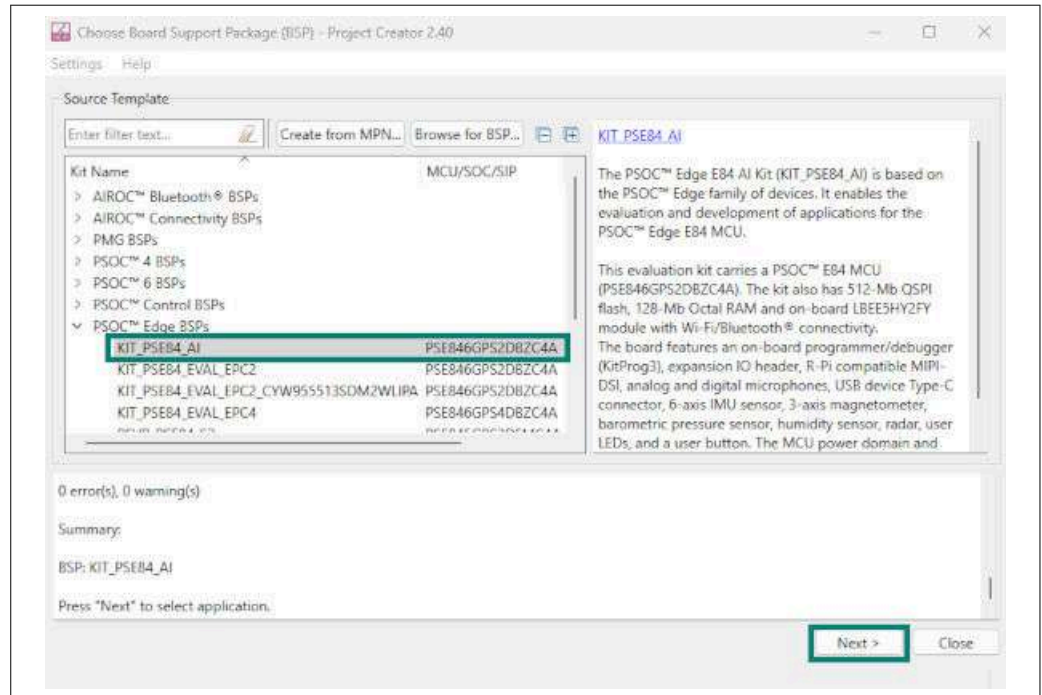 Choose Board Support Package (BSP) - Project Creator 2.40
Settings Help
Source Template
Enter filter text...
Create from MPN... Browse for BSP...
Kit Name MCU/SOC/SIP
AIROC™ Bluetooth® BSPs
AIROC™ Connectivity BSPs
PMG BSPs
PSOC™ 4 BSPs
PSOC™ 6 BSPs
PSOC™ Control BSPs
PSOC™ Edge BSPs
KIT_PSE84_AI PSE846GPS2DBZC4A
KIT_PSE84_EVAL_EPC2 PSE846GPS2DBZC4A
KIT_PSE84_EVAL_EPC2_CYW955513SDM2WLIPA PSE846GPS2DBZC4A
KIT_PSE84_EVAL_EPC4 PSE846GPS4DBZC4A
KIT_PSE84_AI
The PSOC™ Edge E84 AI Kit (KIT_PSE84_AI) is based on
the PSOC™ Edge family of devices. It enables the
evaluation and development of applications for the
PSOC™ Edge E84 MCU.
This evaluation kit carries a PSOC™ E84 MCU
(PSE846GPS2DBZC4A). The kit also has 512-Mb QSPI
flash, 128-Mb Octal RAM and on-board LBEE5HY2FY
module with Wi-Fi/Bluetooth® connectivity.
The board features an on-board programmer/debugger
(KitProg3), expansion IO header, R-Pi compatible MIPI-
DSI, analog and digital microphones, USB device Type-C
connector, 6-axis IMU sensor, 3-axis magnetometer,
barometric pressure sensor, humidity sensor, radar, user
LEDs, and a user button. The MCU power domain and
0 error(s), 0 warning(s)
Summary:
BSP: KIT_PSE84_AI
Press "Next" to select application.
Next > Close